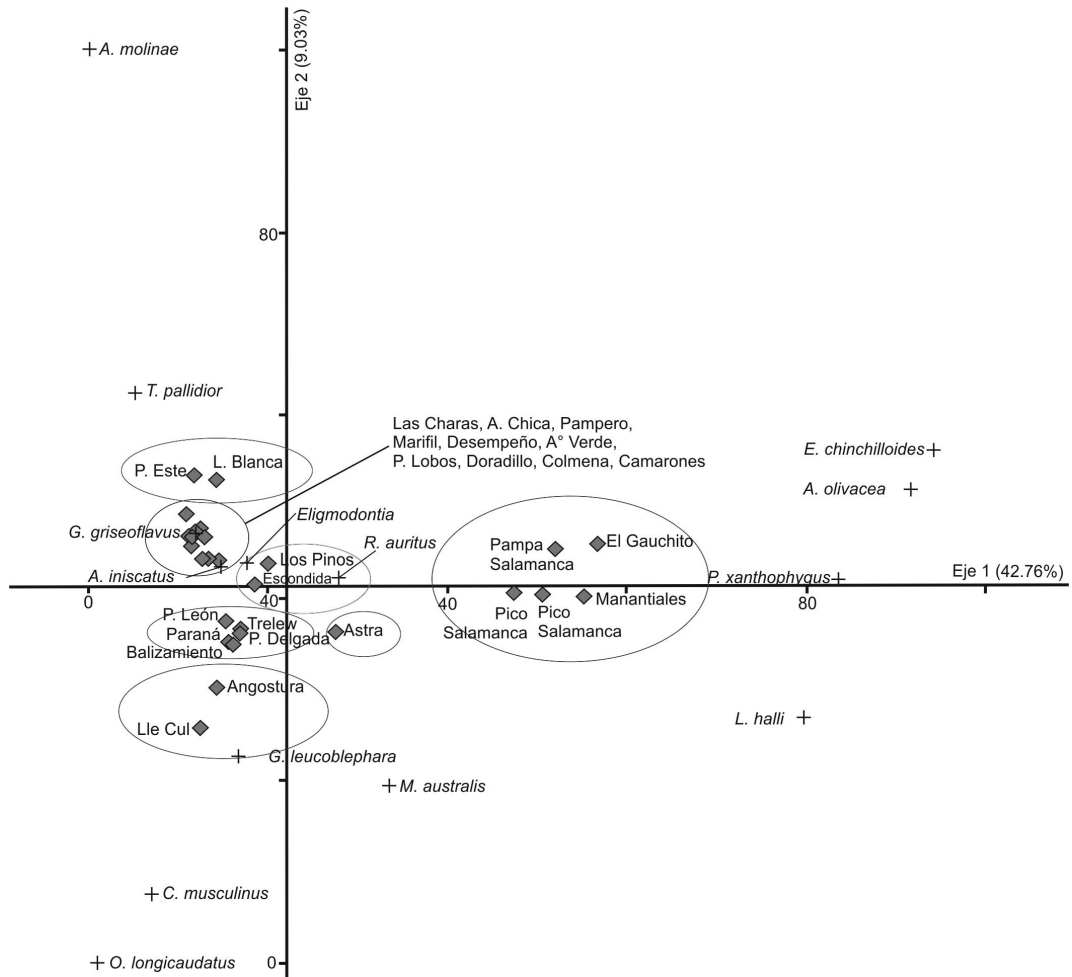 A. molinae
Eje 2 (9.03%)
80
T. pallidior
Las Charas, A. Chica, Pampero,
Marifil, Desempeño, A° Verde,
P. Lobos, Doradillo, Colmena, Camarones
E. chinchilloides
L. Blanca
P. Este
A. olivacea
Eligmodontia
G. griseoflavus
R. auritus
Pampa
Salamanca
El Gauchito
Los Pinos
A. iniscatus
Escondida
P. xanthophygus
Eje 1 (42.76%)
0
40
40
80
Manantiales
Pico
Salamanca
Pico
Salamanca
P. León
Trelew
Paraná
P. Delgada
Astra
Balizamiento
Angostura
L. halli
Lle Cul
G. leucoblephara
M. australis
C. musculinus
O. longicaudatus
0